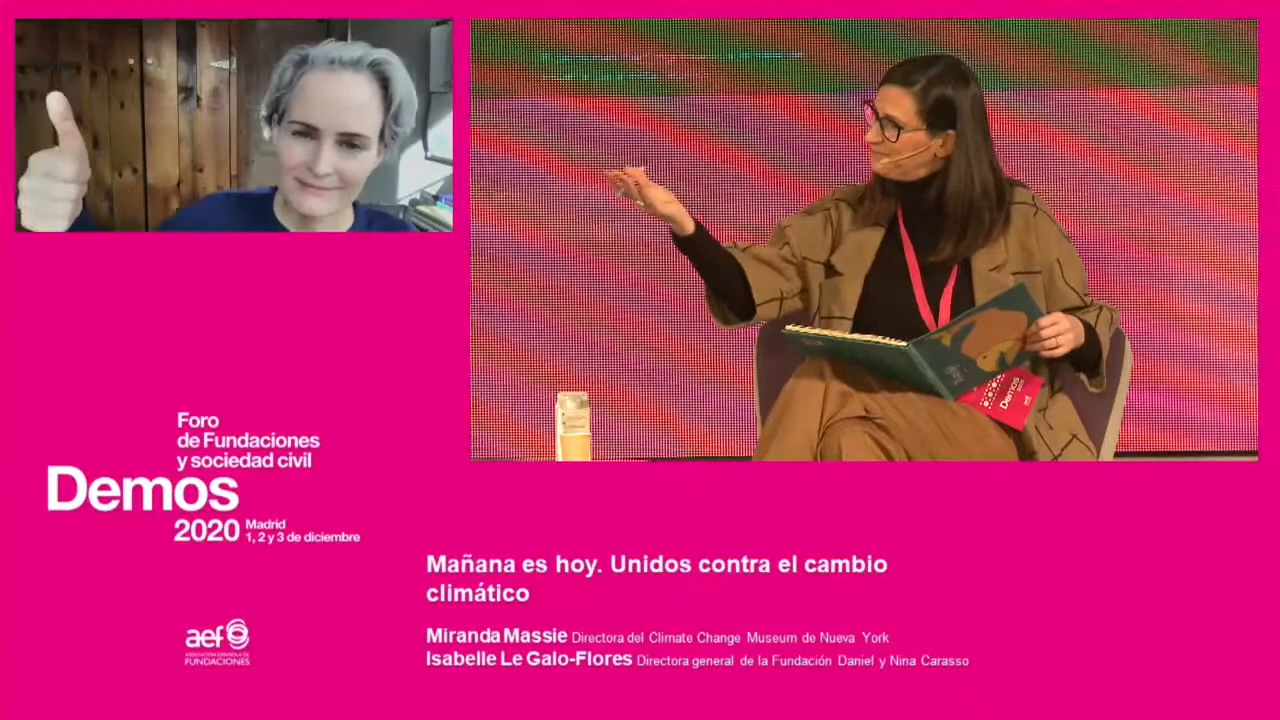 Foro
de Fundaciones
y sociedad civil
Demos
2020 Madrid
1, 2 y 3 de diciembre
aef
ASOCIACIÓN ESPAÑOLA DE
FUNDACIONES
Mañana es hoy. Unidos contra el cambio
climático
Miranda Massie Directora del Climate Change Museum de Nueva York
Isabelle Le Galo-Flores Directora general de la Fundación Daniel y Nina Carasso
Demos